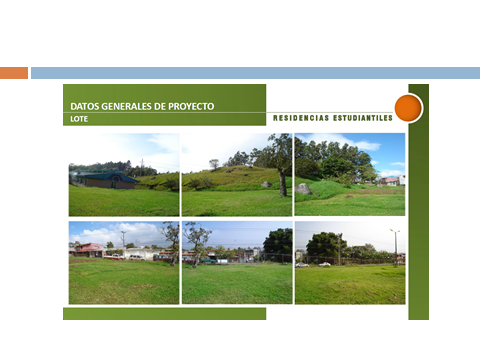 DATOS GENERALES DE PROYECTO
LOTE
RESIDENCIAS ESTUDIANTILES